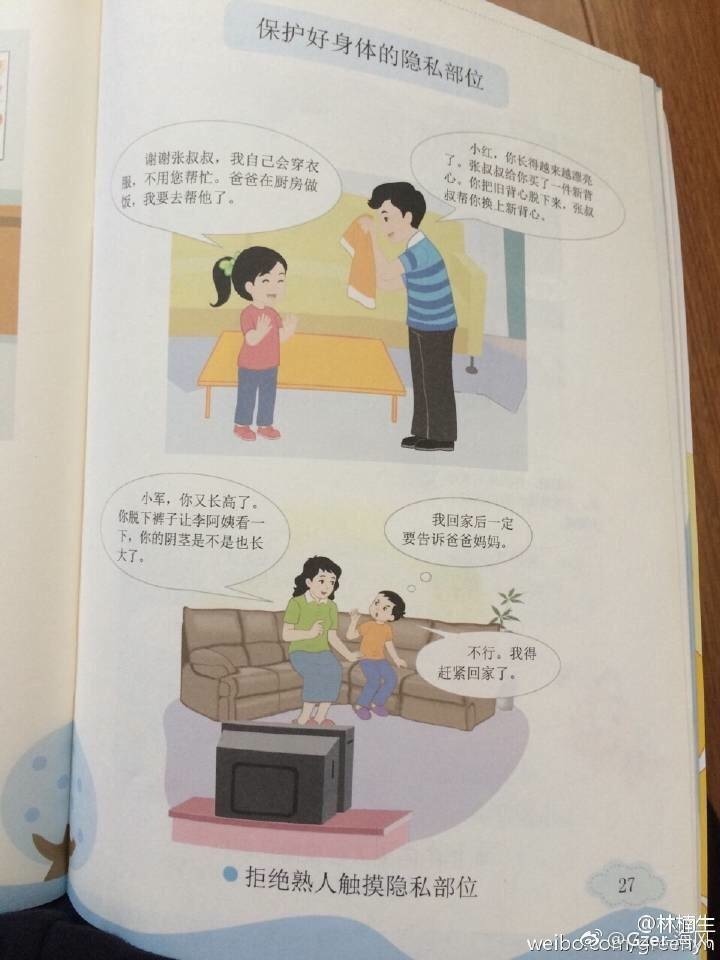 保护好身体的隐私部位
谢谢张叔叔，我自己会穿衣
服，不用您帮忙。爸爸在厨房做
饭，我要去帮他了。
小红，你长得越来越漂亮
了。张叔叔给你买了一件新背
心。你把旧背心脱下来，张叔
叔帮你换上新背心。
小军，你又长高了。
你脱下裤子让李阿姨看一
下，你的阴茎是不是也长
大了。
我回家后一定
要告诉爸爸妈妈。
不行。我得
赶紧回家了。
拒绝熟人触摸隐私部位
27
@林楠生